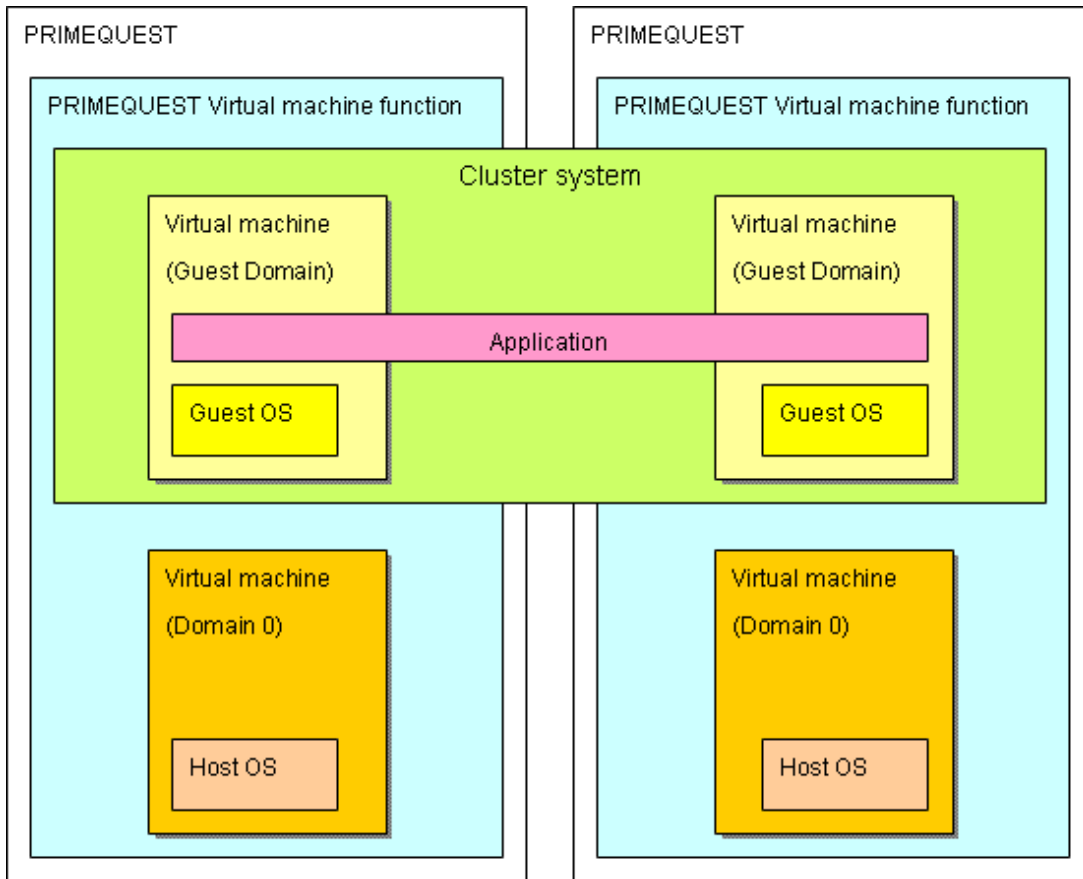 PRIMEQUEST
PRIMEQUEST
PRIMEQUEST Virtual machine function
PRIMEQUEST Virtual machine function
Cluster system
Virtual machine
(Guest Domain)
Virtual machine
(Guest Domain)
Application
Guest OS
Guest OS
Virtual machine
(Domain 0)
Virtual machine
(Domain 0)
Host OS
Host OS